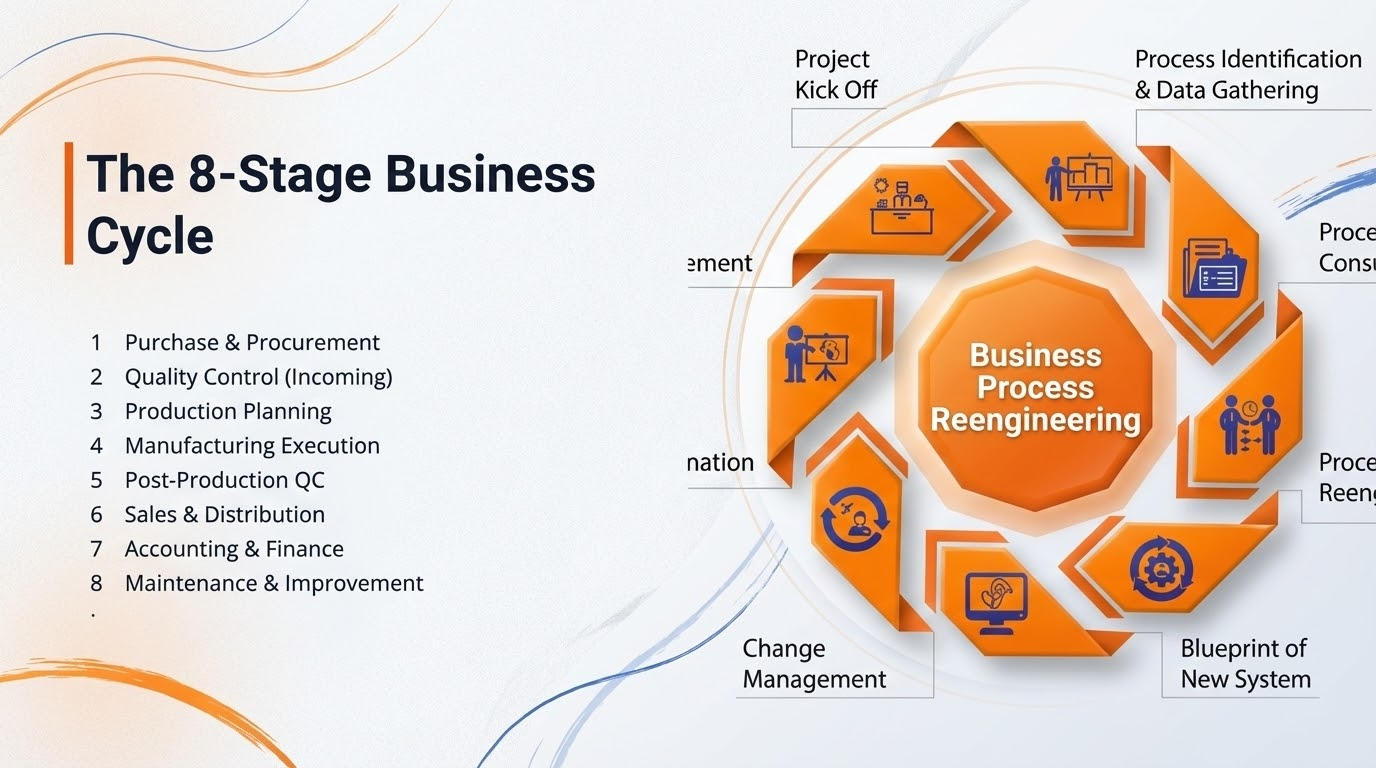 The 8-Stage Business
Cycle
1 Purchase & Procurement
2 Quality Control (Incoming)
3 Production Planning
4 Manufacturing Execution
5 Post-Production QC
6 Sales & Distribution
7 Accounting & Finance
8 Maintenance & Improvement
.
Project
Kick Off
Process Identification
& Data Gathering
Business
Process
Reengineering
Change
Management
Blueprint of
New System